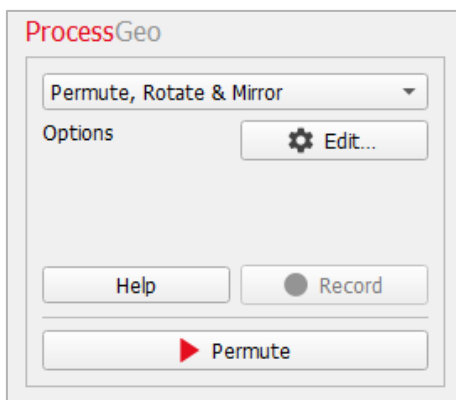 ProcessGeo
Permute, Rotate & Mirror
Options
Edit...
Help
Record
Permute